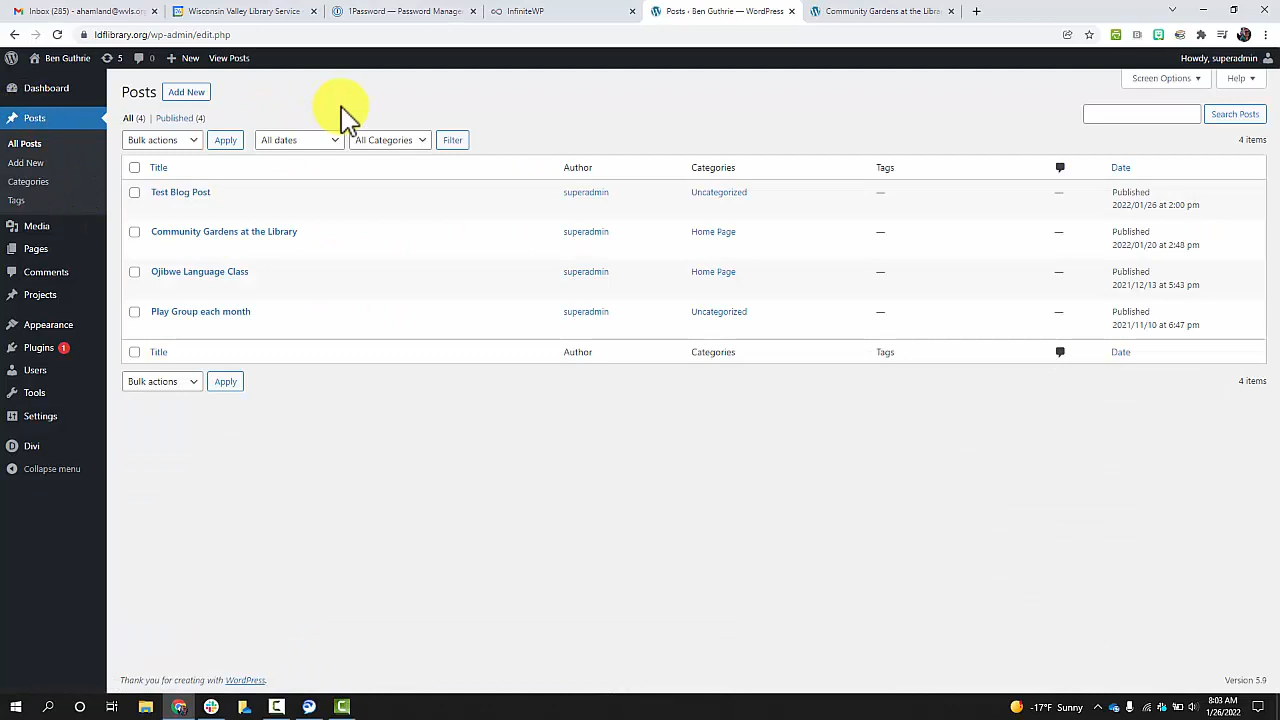 Inbox (285) - ahamland@wvls.org
Wisconsin Valley Library Service
1Password — Password Manage
InfiniteWP
Posts ‹ Ben Guthrie — WordPress
Community Gardens at the Libra
ldflibrary.org/wp-admin/edit.php
Ben Guthrie
5
0
New
View Posts
Howdy, superadmin
Dashboard
Posts
All Posts
Add New
Categories
Tags
Media
Pages
Comments
Projects
Appearance
Plugins 1
Users
Tools
Settings
Divi
Collapse menu
Posts
Add New
Screen Options
Help
All (4) | Published (4)
Search Posts
Bulk actions
Apply
All dates
All Categories
Filter
4 items
Title Author Categories Tags Date
Test Blog Post superadmin Uncategorized — — Published
2022/01/26 at 2:00 pm
Community Gardens at the Library superadmin Home Page — — Published
2022/01/20 at 2:48 pm
Ojibwe Language Class superadmin Home Page — — Published
2021/12/13 at 5:43 pm
Play Group each month superadmin Uncategorized — — Published
2021/11/10 at 6:47 pm
Title Author Categories Tags Date
Bulk actions
Apply
4 items
Thank you for creating with WordPress.
Version 5.9
-17°F Sunny
8:03 AM
1/26/2022